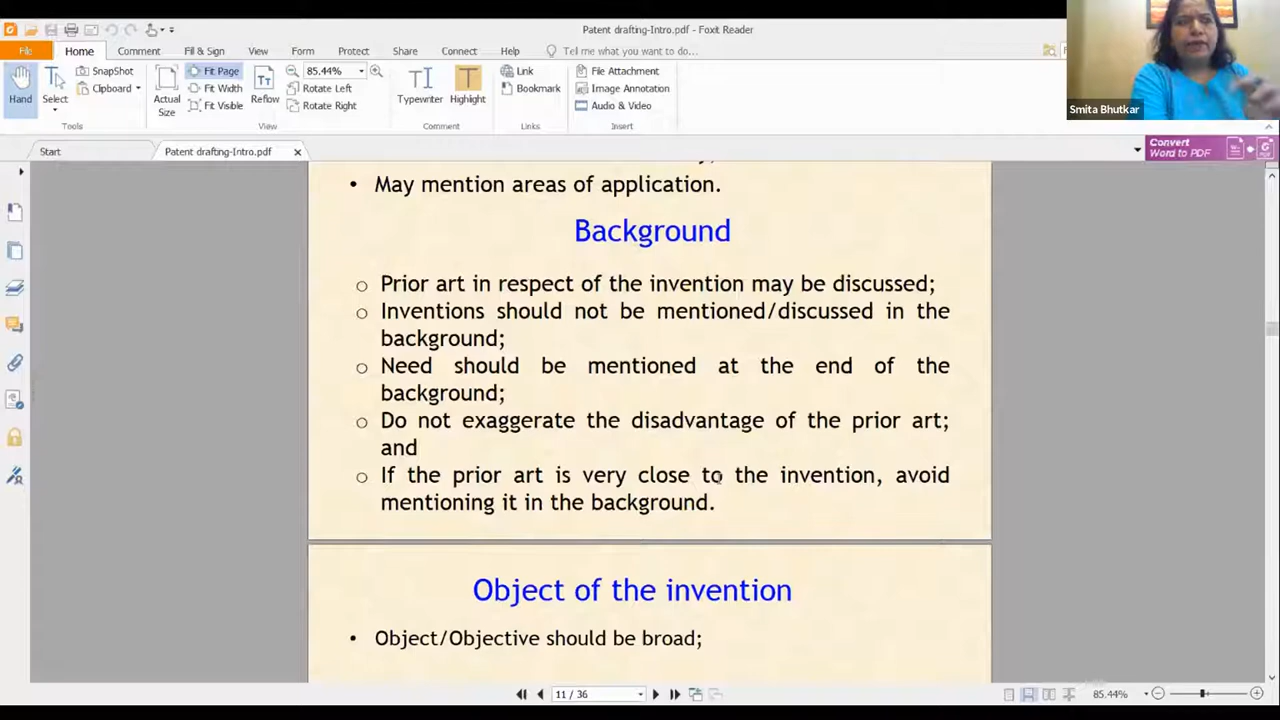 Patent drafting-Intro.pdf - Foxit Reader
File Home Comment Fill & Sign View Form Protect Share Connect Help Tell me what you want to do...
Hand
Select
SnapShot
Clipboard
Tools
Actual
Size
Fit Page
Fit Width
Fit Visible
Reflow
85.44%
Rotate Left
Rotate Right
View
Typewriter
Highlight
Comment
Link
Bookmark
Links
File Attachment
Image Annotation
Audio & Video
Insert
Smita Bhutkar
Start
Patent drafting-Intro.pdf
Convert
Word to PDF
• May mention areas of application.
Background
o Prior art in respect of the invention may be discussed;
o Inventions should not be mentioned/discussed in the
background;
o Need should be mentioned at the end of the
background;
o Do not exaggerate the disadvantage of the prior art;
and
o If the prior art is very close to the invention, avoid
mentioning it in the background.
Object of the invention
• Object/Objective should be broad;
11 / 36
85.44%